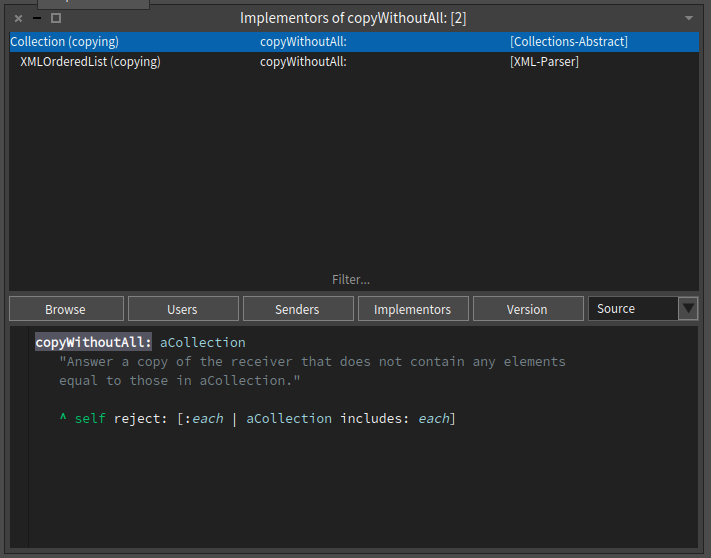 Implementors of copyWithoutAll: [2]
Collection (copying) copyWithoutAll: [Collections-Abstract]
XMLOrderedList (copying) copyWithoutAll: [XML-Parser]
Filter...
Browse Users Senders Implementors Version Source
copyWithoutAll: aCollection
"Answer a copy of the receiver that does not contain any elements
equal to those in aCollection."
^ self reject: [:each | aCollection includes: each]